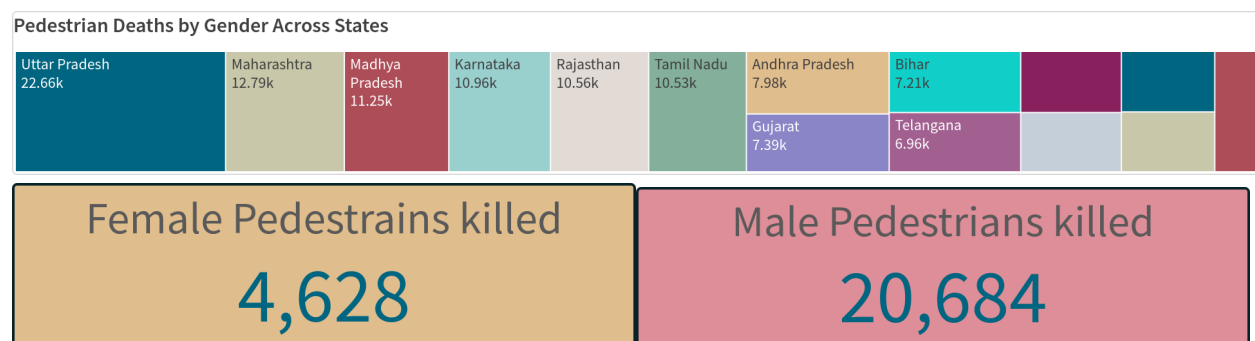 Pedestrian Deaths by Gender Across States
Uttar Pradesh
22.66k
Maharashtra
12.79k
Madhya
Pradesh
11.25k
Karnataka
10.96k
Rajasthan
10.56k
Tamil Nadu
10.53k
Andhra Pradesh
7.98k
Gujarat
7.39k
Bihar
7.21k
Telangana
6.96k
Female Pedestrains killed
4,628
Male Pedestrians killed
20,684